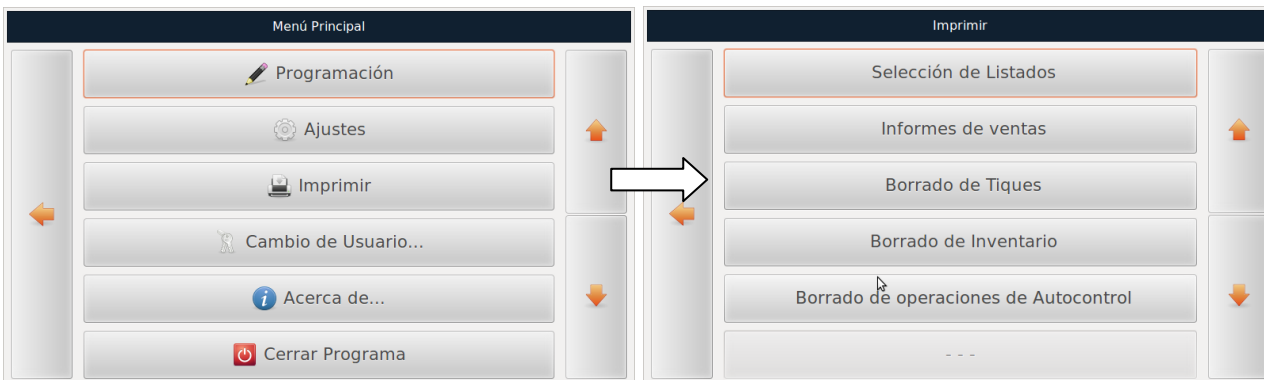 Menú Principal
Programación
Ajustes
Imprimir
Cambio de Usuario...
Acerca de...
Cerrar Programa
Imprimir
Selección de Listados
Informes de ventas
Borrado de Tiques
Borrado de Inventario
Borrado de operaciones de Autocontrol
- - -